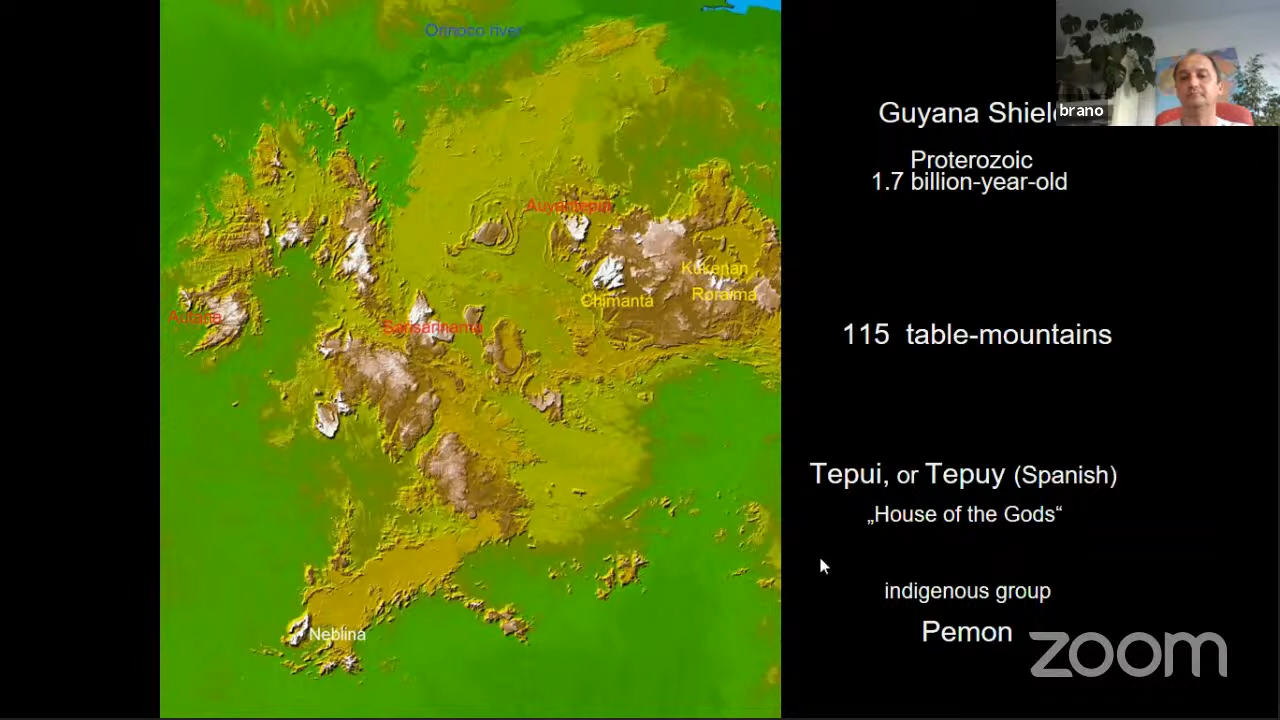 Orinoco river
brano
Guyana Shiel
Proterozoic
1.7 billion-year-old
Auyantepui
Kukenan
Roraima
Chimanta
Autana
Sarisarinama
115 table-mountains
Tepui, or Tepuy (Spanish)
„House of the Gods“
indigenous group
Pemon
Neblina
zoom